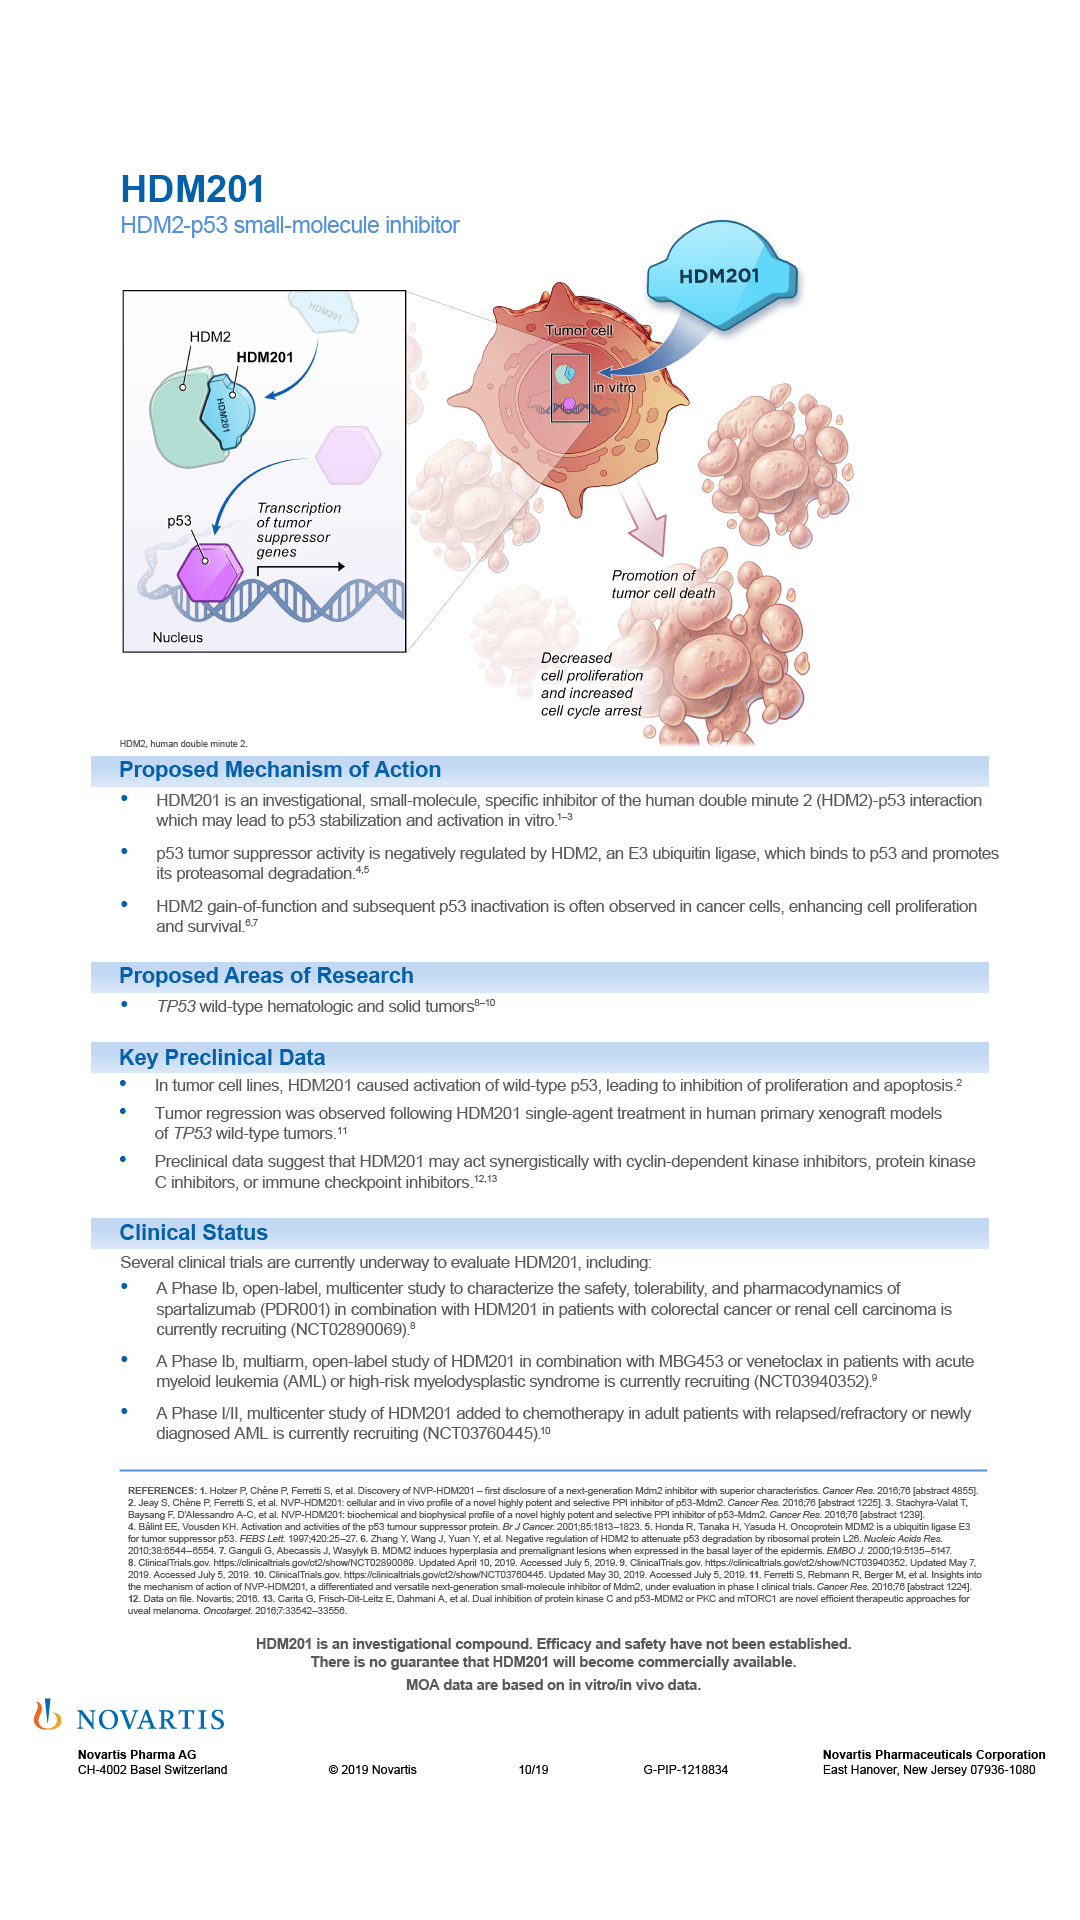 HDM201
HDM2-p53 small-molecule inhibitor
HDM201
HDM201
HDM2
HDM201
HDM201
Tumor cell
in vitro
p53
Transcription
of tumor
suppressor
genes
Nucleus
Promotion of
tumor cell death
Decreased
cell proliferation
and increased
cell cycle arrest
HDM2, human double minute 2.
Proposed Mechanism of Action
• HDM201 is an investigational, small-molecule, specific inhibitor of the human double minute 2 (HDM2)-p53 interaction
which may lead to p53 stabilization and activation in vitro.1–3
• p53 tumor suppressor activity is negatively regulated by HDM2, an E3 ubiquitin ligase, which binds to p53 and promotes
its proteasomal degradation.4,5
• HDM2 gain-of-function and subsequent p53 inactivation is often observed in cancer cells, enhancing cell proliferation
and survival.6,7
Proposed Areas of Research
• TP53 wild-type hematologic and solid tumors8–10
Key Preclinical Data
• In tumor cell lines, HDM201 caused activation of wild-type p53, leading to inhibition of proliferation and apoptosis.2
• Tumor regression was observed following HDM201 single-agent treatment in human primary xenograft models
of TP53 wild-type tumors.11
• Preclinical data suggest that HDM201 may act synergistically with cyclin-dependent kinase inhibitors, protein kinase
C inhibitors, or immune checkpoint inhibitors.12,13
Clinical Status
Several clinical trials are currently underway to evaluate HDM201, including:
• A Phase Ib, open-label, multicenter study to characterize the safety, tolerability, and pharmacodynamics of
spartalizumab (PDR001) in combination with HDM201 in patients with colorectal cancer or renal cell carcinoma is
currently recruiting (NCT02890069).8
• A Phase Ib, multiarm, open-label study of HDM201 in combination with MBG453 or venetoclax in patients with acute
myeloid leukemia (AML) or high-risk myelodysplastic syndrome is currently recruiting (NCT03940352).9
• A Phase I/II, multicenter study of HDM201 added to chemotherapy in adult patients with relapsed/refractory or newly
diagnosed AML is currently recruiting (NCT03760445).10
REFERENCES: 1. Holzer P, Chène P, Ferretti S, et al. Discovery of NVP-HDM201 – first disclosure of a next-generation Mdm2 inhibitor with superior characteristics. Cancer Res. 2016;76 [abstract 4855].
2. Jeay S, Chène P, Ferretti S, et al. NVP-HDM201: cellular and in vivo profile of a novel highly potent and selective PPI inhibitor of p53-Mdm2. Cancer Res. 2016;76 [abstract 1225]. 3. Stachyra-Valat T,
Baysang F, D'Alessandro A-C, et al. NVP-HDM201: biochemical and biophysical profile of a novel highly potent and selective PPI inhibitor of p53-Mdm2. Cancer Res. 2016;76 [abstract 1239].
4. Bálint EE, Vousden KH. Activation and activities of the p53 tumour suppressor protein. Br J Cancer. 2001;85:1813–1823. 5. Honda R, Tanaka H, Yasuda H. Oncoprotein MDM2 is a ubiquitin ligase E3
for tumor suppressor p53. FEBS Lett. 1997;420:25–27. 6. Zhang Y, Wang J, Yuan Y, et al. Negative regulation of HDM2 to attenuate p53 degradation by ribosomal protein L26. Nucleic Acids Res.
2010;38:6544–6554. 7. Ganguli G, Abecassis J, Wasylyk B. MDM2 induces hyperplasia and premalignant lesions when expressed in the basal layer of the epidermis. EMBO J. 2000;19:5135–5147.
8. ClinicalTrials.gov. https://clinicaltrials.gov/ct2/show/NCT02890069. Updated April 10, 2019. Accessed July 5, 2019. 9. ClinicalTrials.gov. https://clinicaltrials.gov/ct2/show/NCT03940352. Updated May 7,
2019. Accessed July 5, 2019. 10. ClinicalTrials.gov. https://clinicaltrials.gov/ct2/show/NCT03760445. Updated May 30, 2019. Accessed July 5, 2019. 11. Ferretti S, Rebmann R, Berger M, et al. Insights into
the mechanism of action of NVP-HDM201, a differentiated and versatile next-generation small-molecule inhibitor of Mdm2, under evaluation in phase I clinical trials. Cancer Res. 2016;76 [abstract 1224].
12. Data on file. Novartis; 2016. 13. Carita G, Frisch-Dit-Leitz E, Dahmani A, et al. Dual inhibition of protein kinase C and p53-MDM2 or PKC and mTORC1 are novel efficient therapeutic approaches for
uveal melanoma. Oncotarget. 2016;7:33542–33556.
HDM201 is an investigational compound. Efficacy and safety have not been established.
There is no guarantee that HDM201 will become commercially available.
MOA data are based on in vitro/in vivo data.
NOVARTIS
Novartis Pharma AG
CH-4002 Basel Switzerland
© 2019 Novartis
10/19
G-PIP-1218834
Novartis Pharmaceuticals Corporation
East Hanover, New Jersey 07936-1080